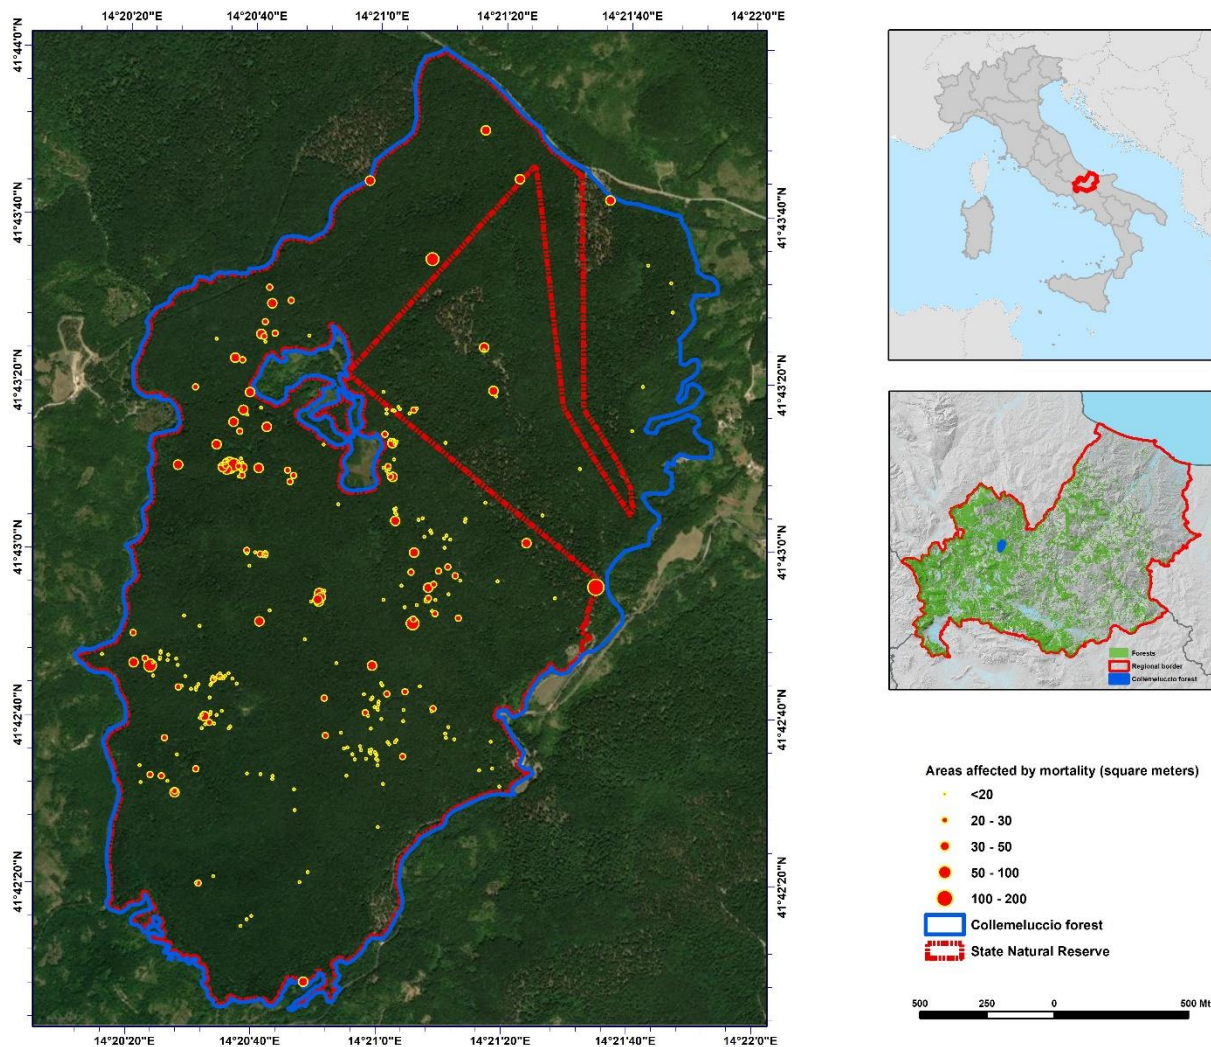 14°20'20"E 14°20'40"E 14°21'0"E 14°21'20"E 14°21'40"E 14°22'0"E
41°44'0"N
41°43'40"N
41°43'20"N
41°43'0"N
41°42'40"N
41°42'20"N
41°43'40"N
41°43'20"N
41°43'0"N
41°42'40"N
41°42'20"N
14°20'20"E 14°20'40"E 14°21'0"E 14°21'20"E 14°21'40"E 14°22'0"E
Forests
Regional border
Collemeluccio forest
Areas affected by mortality (square meters)
<20
20 - 30
30 - 50
50 - 100
100 - 200
Collemeluccio forest
State Natural Reserve
500 250 0 500 Mt